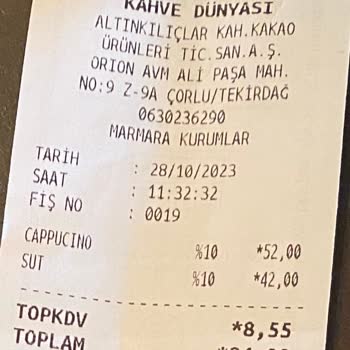 KAHVE DÜNYASI
ALTINKILIÇLAR KAH.KAKAO
ÜRÜNLERİ TİC.SAN.A.Ş.
ORION AVM ALİ PAŞA MAH.
NO:9 Z-9A ÇORLU/TEKİRDAĞ
0630236290
MARMARA KURUMLAR
TARİH : 28/10/2023
SAAT : 11:32:32
FİŞ NO : 0019
CAPPUCINO %10 *52,00
SUT %10 *42,00
TOPKDV *8,55
TOPLAM